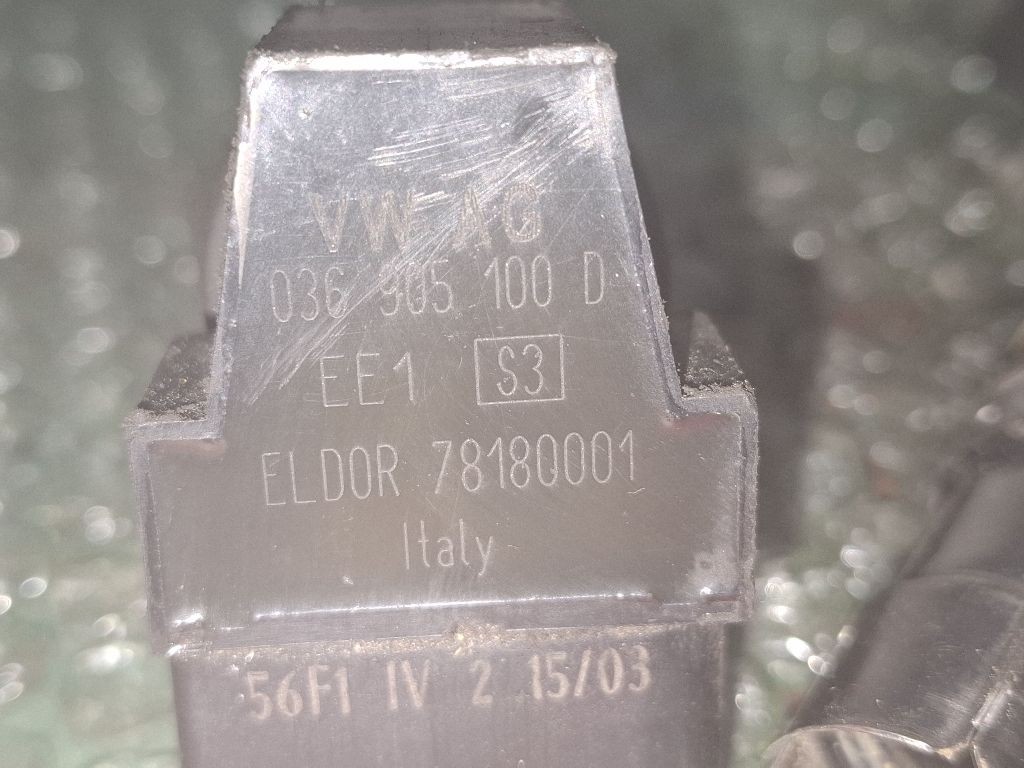 VW AG
036 905 100 D
EE1 S3
ELDOR 78180001
Italy
56F1 IV 2 15/03